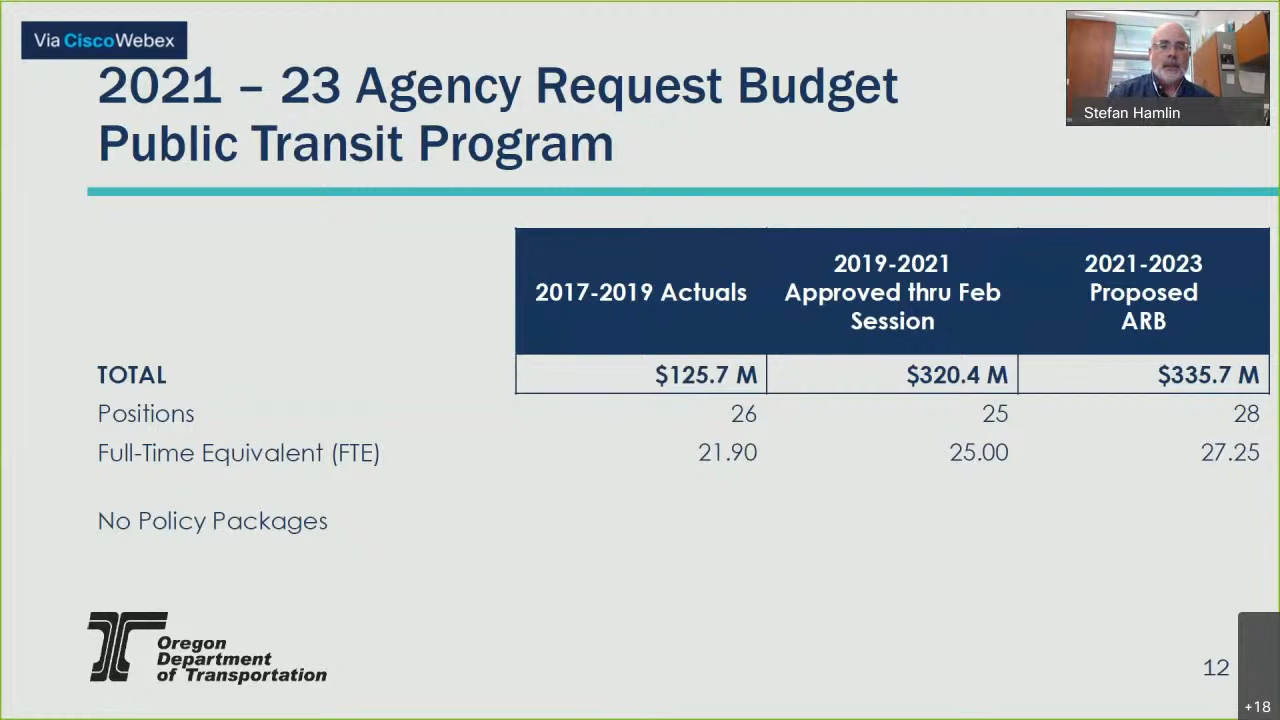 Via CiscoWebex
2021 – 23 Agency Request Budget
Public Transit Program
Stefan Hamlin
2017-2019 Actuals
2019-2021
Approved thru Feb
Session
2021-2023
Proposed
ARB
TOTAL $125.7 M $320.4 M $335.7 M
Positions 26 25 28
Full-Time Equivalent (FTE) 21.90 25.00 27.25
No Policy Packages
Oregon
Department
of Transportation
12
+18